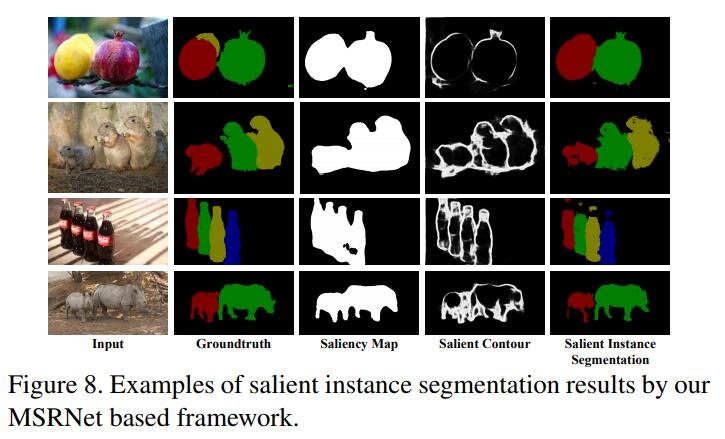 Input Groundtruth Saliency Map Salient Contour Salient Instance
Segmentation
Figure 8. Examples of salient instance segmentation results by our
MSRNet based framework.